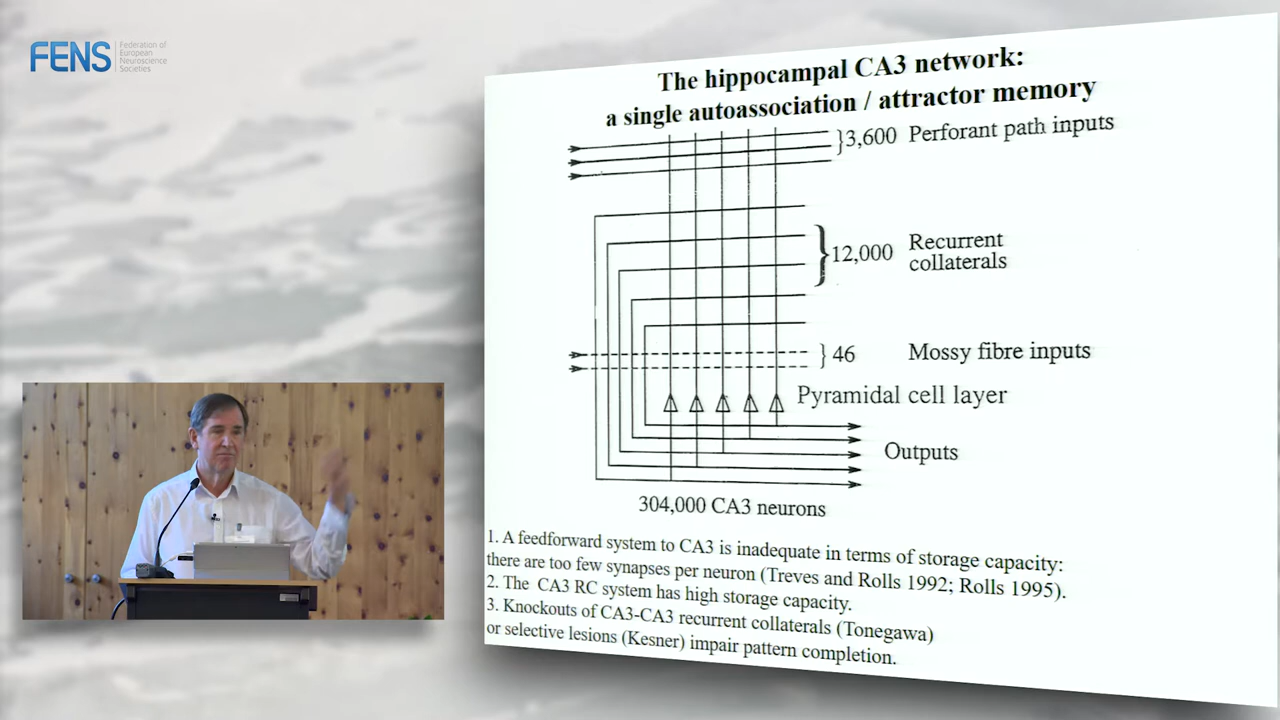 FENS
Federation of
European
Neuroscience
Societies
The hippocampal CA3 network:
a single autoassociation / attractor memory
}3,600 Perforant path inputs
}12,000 Recurrent
collaterals
} 46 Mossy fibre inputs
Pyramidal cell layer
Outputs
304,000 CA3 neurons
1. A feedforward system to CA3 is inadequate in terms of storage capacity:
there are too few synapses per neuron (Treves and Rolls 1992; Rolls 1995).
2. The CA3 RC system has high storage capacity.
3. Knockouts of CA3-CA3 recurrent collaterals (Tonegawa)
or selective lesions (Kesner) impair pattern completion.